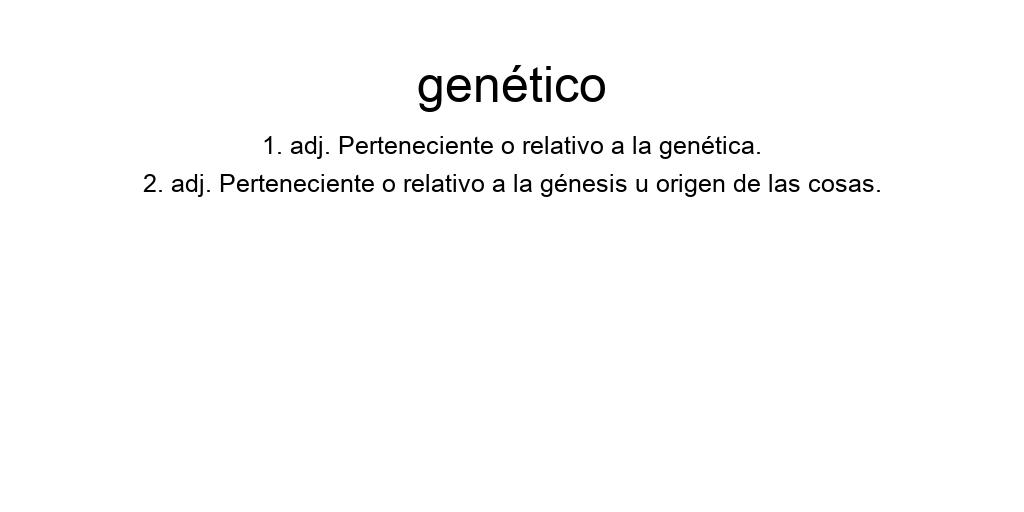 genético
1. adj. Perteneciente o relativo a la genética.
2. adj. Perteneciente o relativo a la génesis u origen de las cosas.